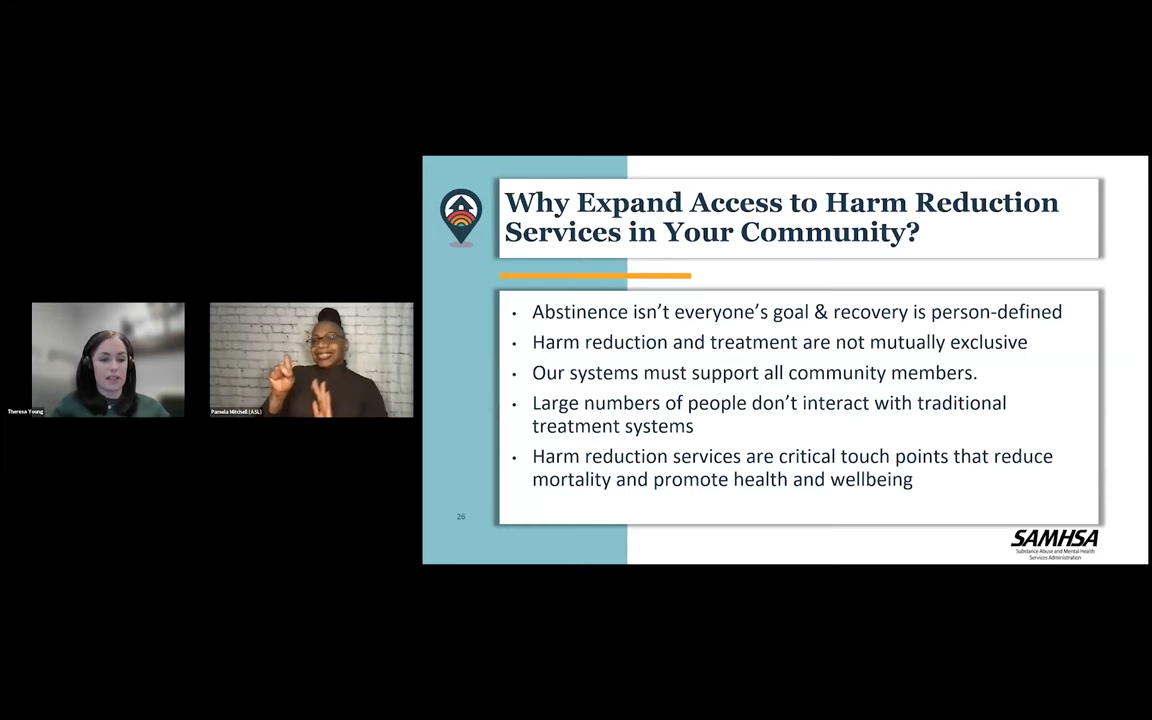 Why Expand Access to Harm Reduction
Services in Your Community?
• Abstinence isn't everyone's goal & recovery is person-defined
• Harm reduction and treatment are not mutually exclusive
• Our systems must support all community members.
• Large numbers of people don't interact with traditional
treatment systems
• Harm reduction services are critical touch points that reduce
mortality and promote health and wellbeing
Theresa Young
Pamela Mitchell (ASL)
26
SAMHSA
Substance Abuse and Mental Health
Services Administration